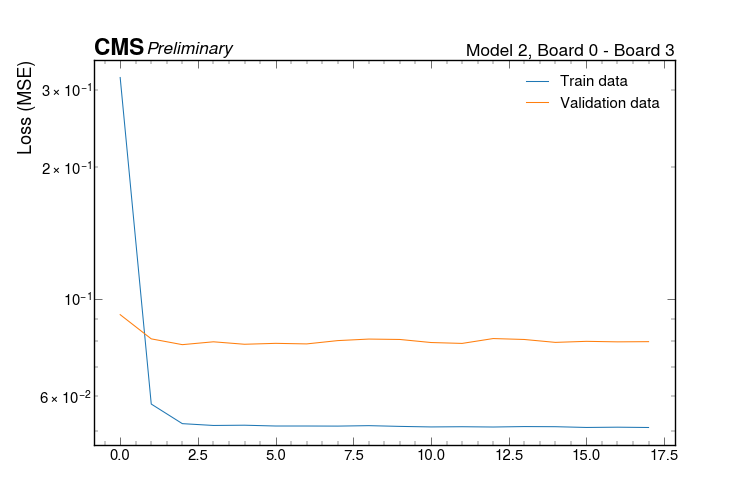 CMS Preliminary
Model 2, Board 0 - Board 3
Loss (MSE)
Train data
Validation data
3 × 10⁻¹
2 × 10⁻¹
10⁻¹
6 × 10⁻²
0.0 2.5 5.0 7.5 10.0 12.5 15.0 17.5